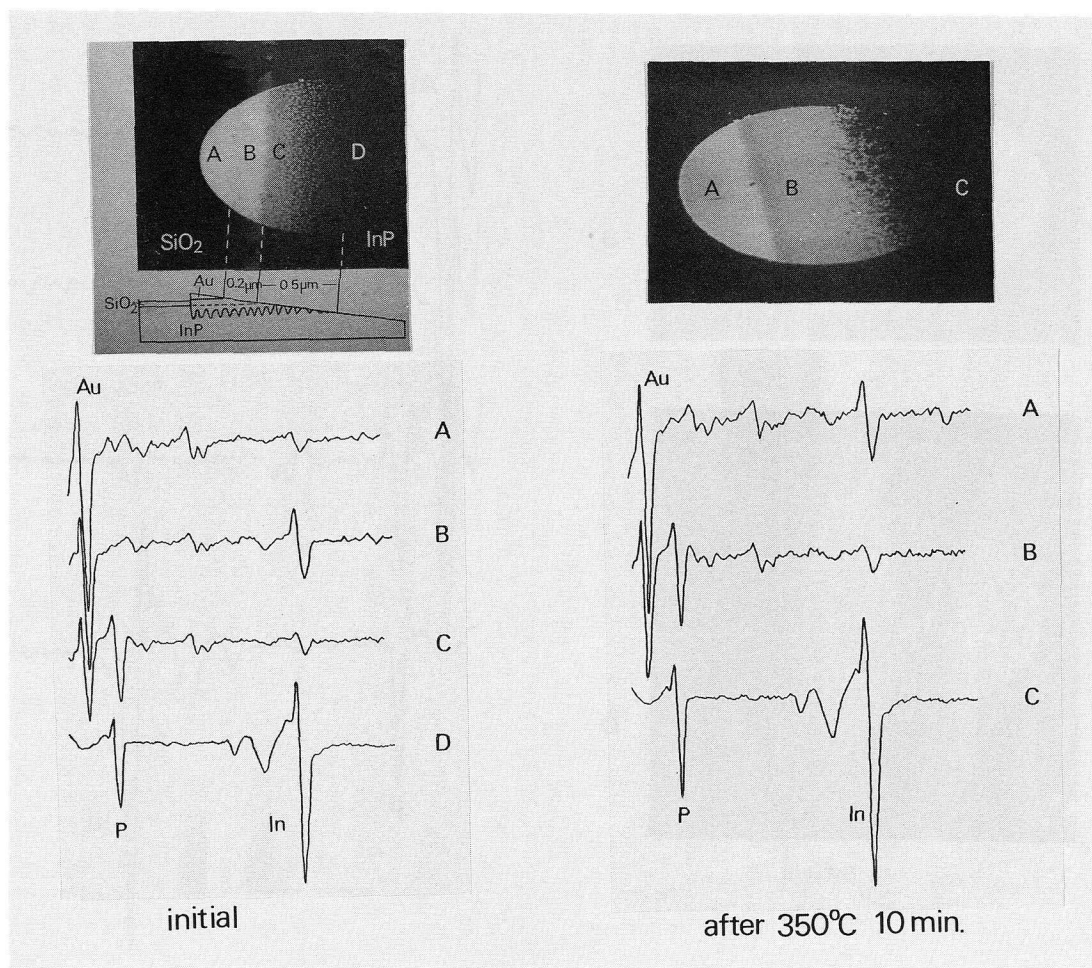 A B C D
SiO₂ InP
Au 0.2μm 0.5μm
SiO₂
InP
A B C
Au
A
B
C
D
P In
initial
Au
A
B
C
P In
after 350°C 10 min.